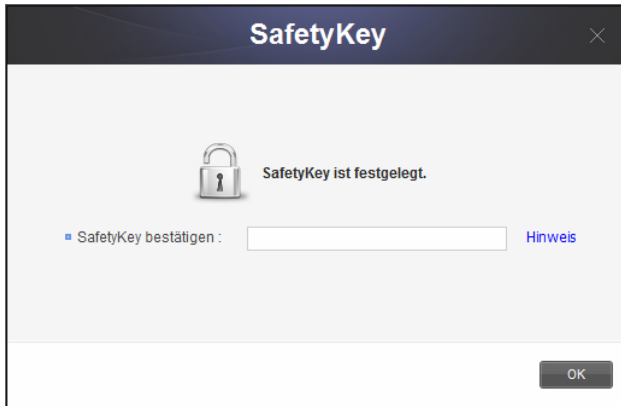 SafetyKey
SafetyKey ist festgelegt.
SafetyKey bestätigen :
Hinweis
OK